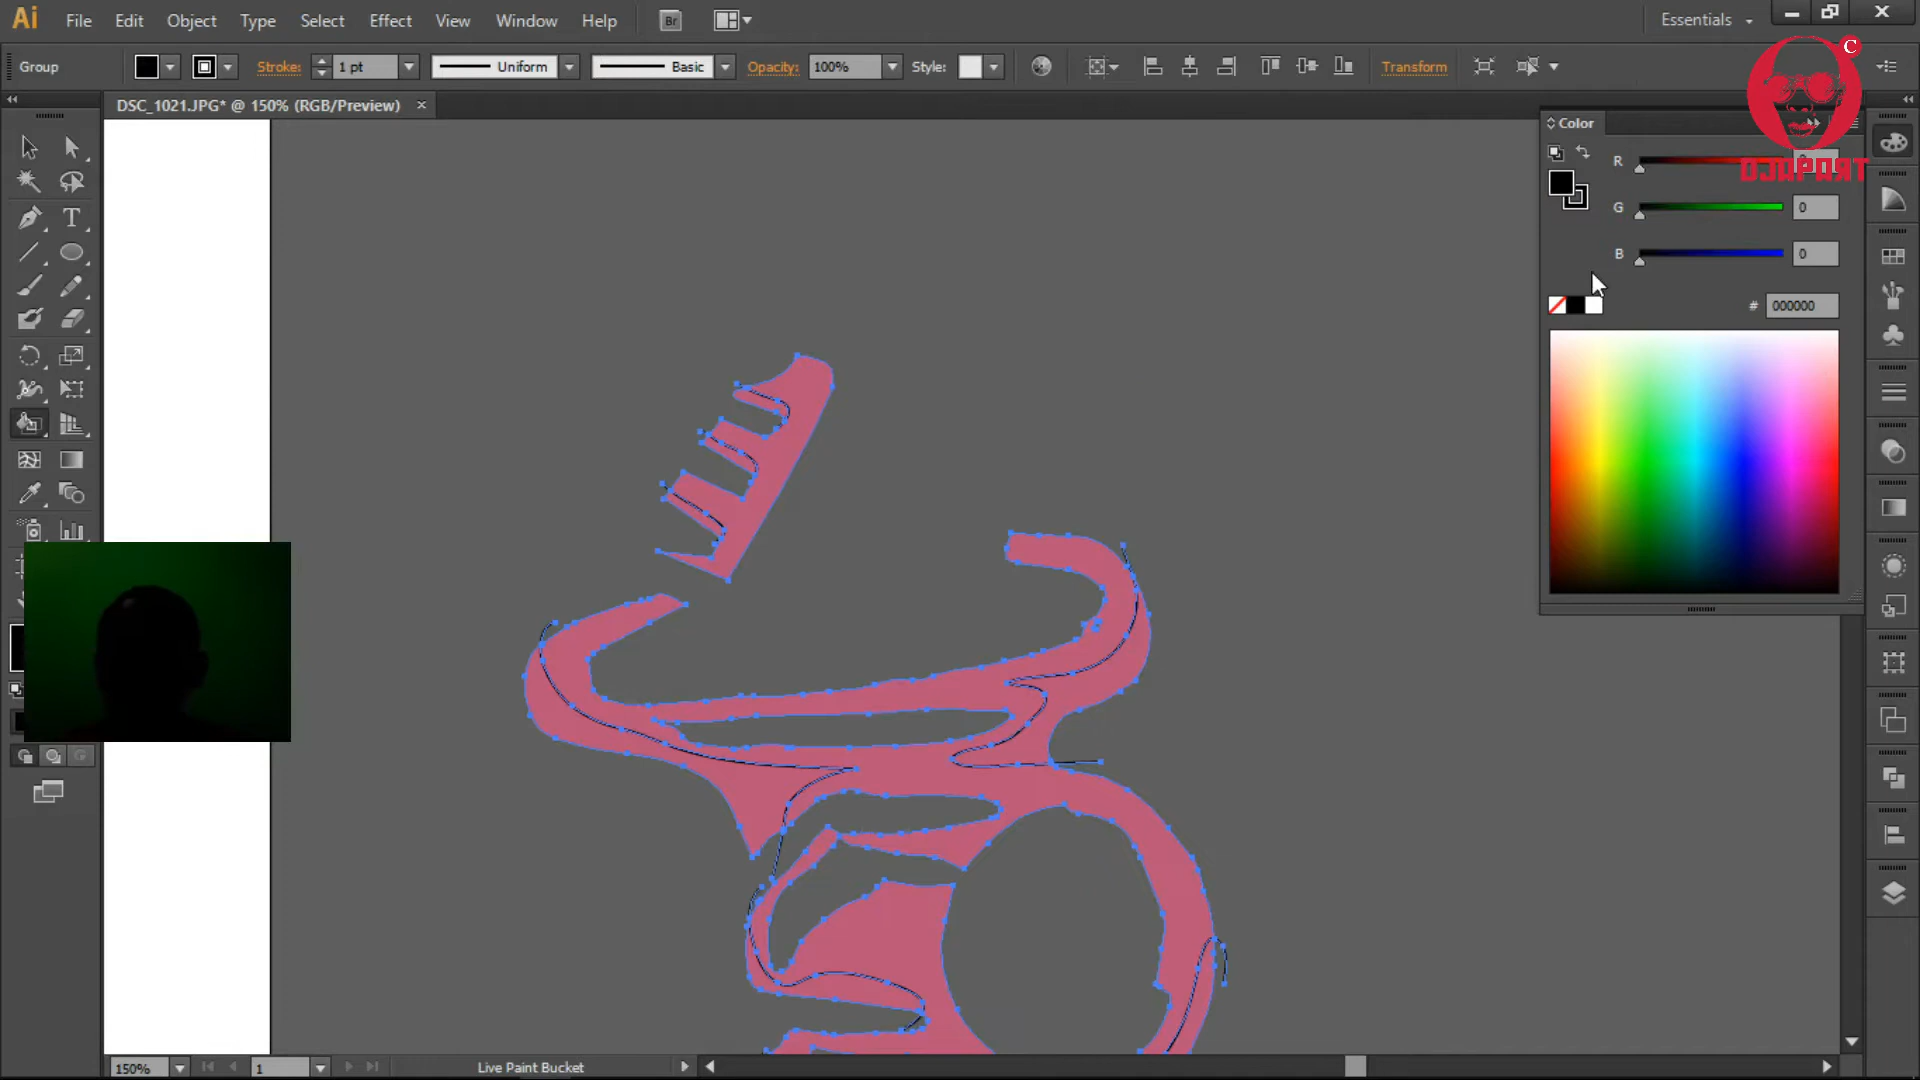 Ai File Edit Object Type Select Effect View Window Help Br Essentials
Group Stroke: 1 pt Uniform Basic Opacity: 100% Style: Transform
©
DJAPART
DSC_1021.JPG* @ 150% (RGB/Preview)
Color
R
G 0
B 0
# 000000
T
150% 1 Live Paint Bucket